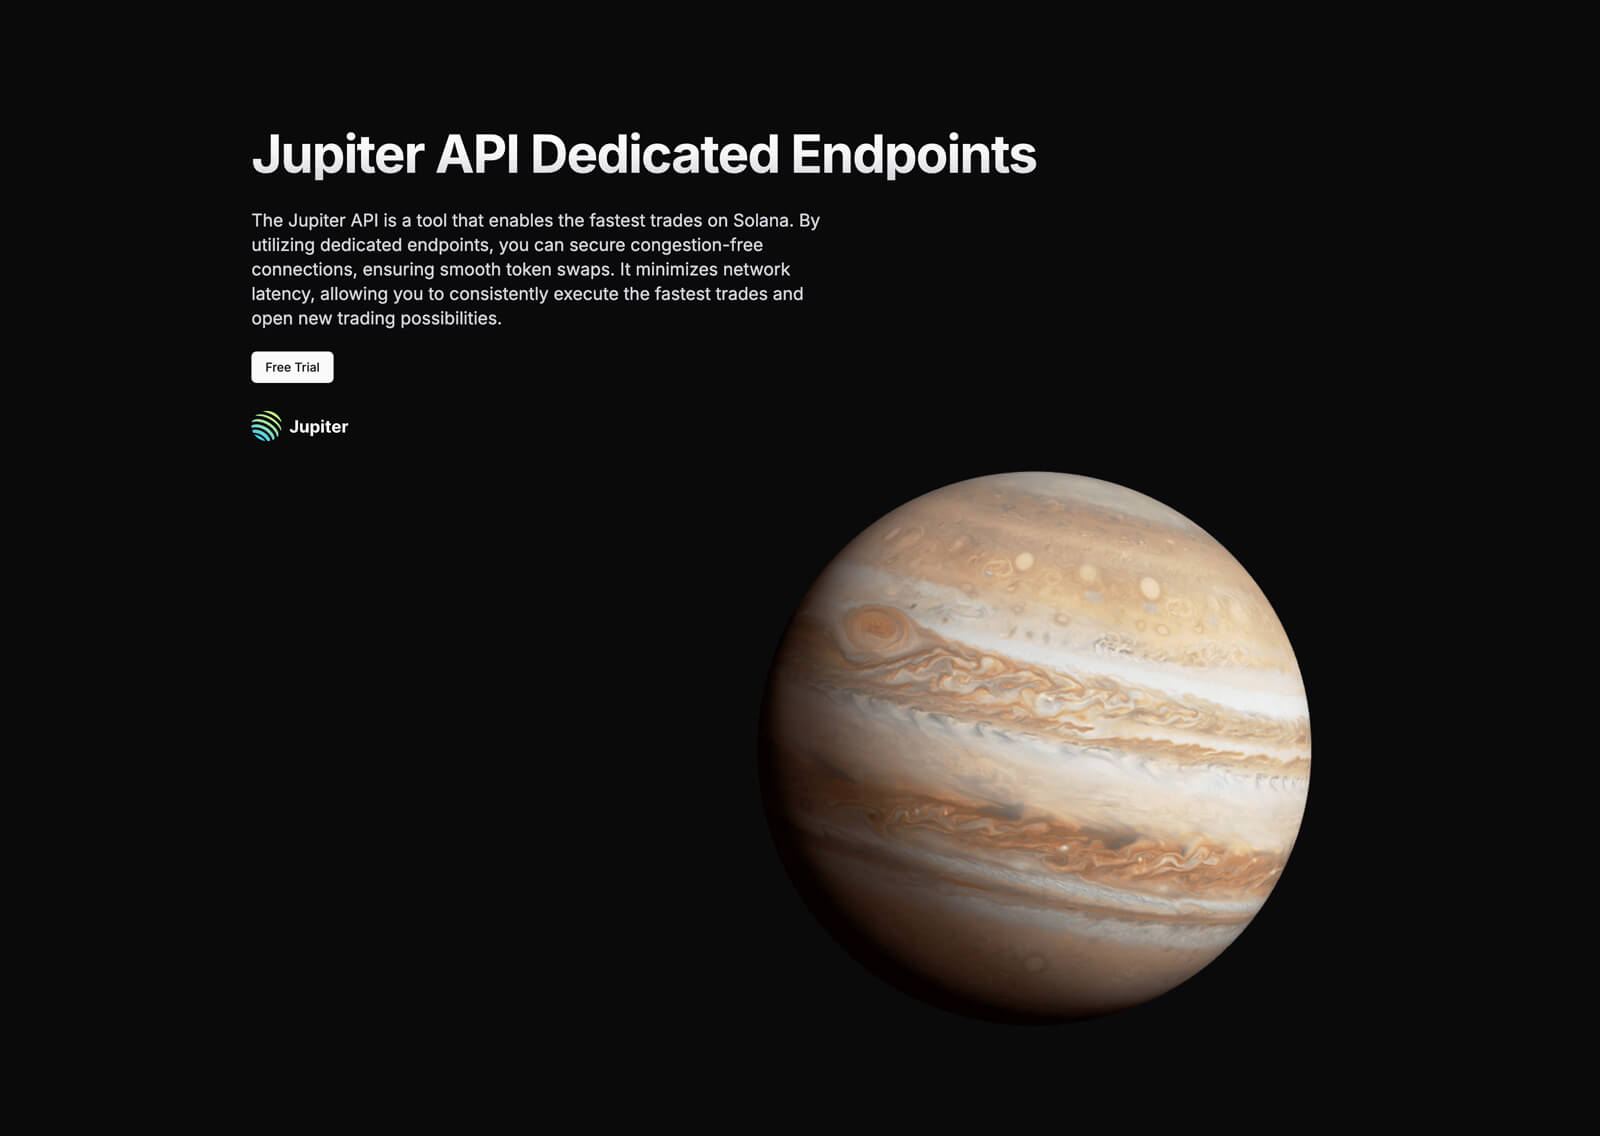 Jupiter API Dedicated Endpoints
The Jupiter API is a tool that enables the fastest trades on Solana. By
utilizing dedicated endpoints, you can secure congestion-free
connections, ensuring smooth token swaps. It minimizes network
latency, allowing you to consistently execute the fastest trades and
open new trading possibilities.
Free Trial
Jupiter